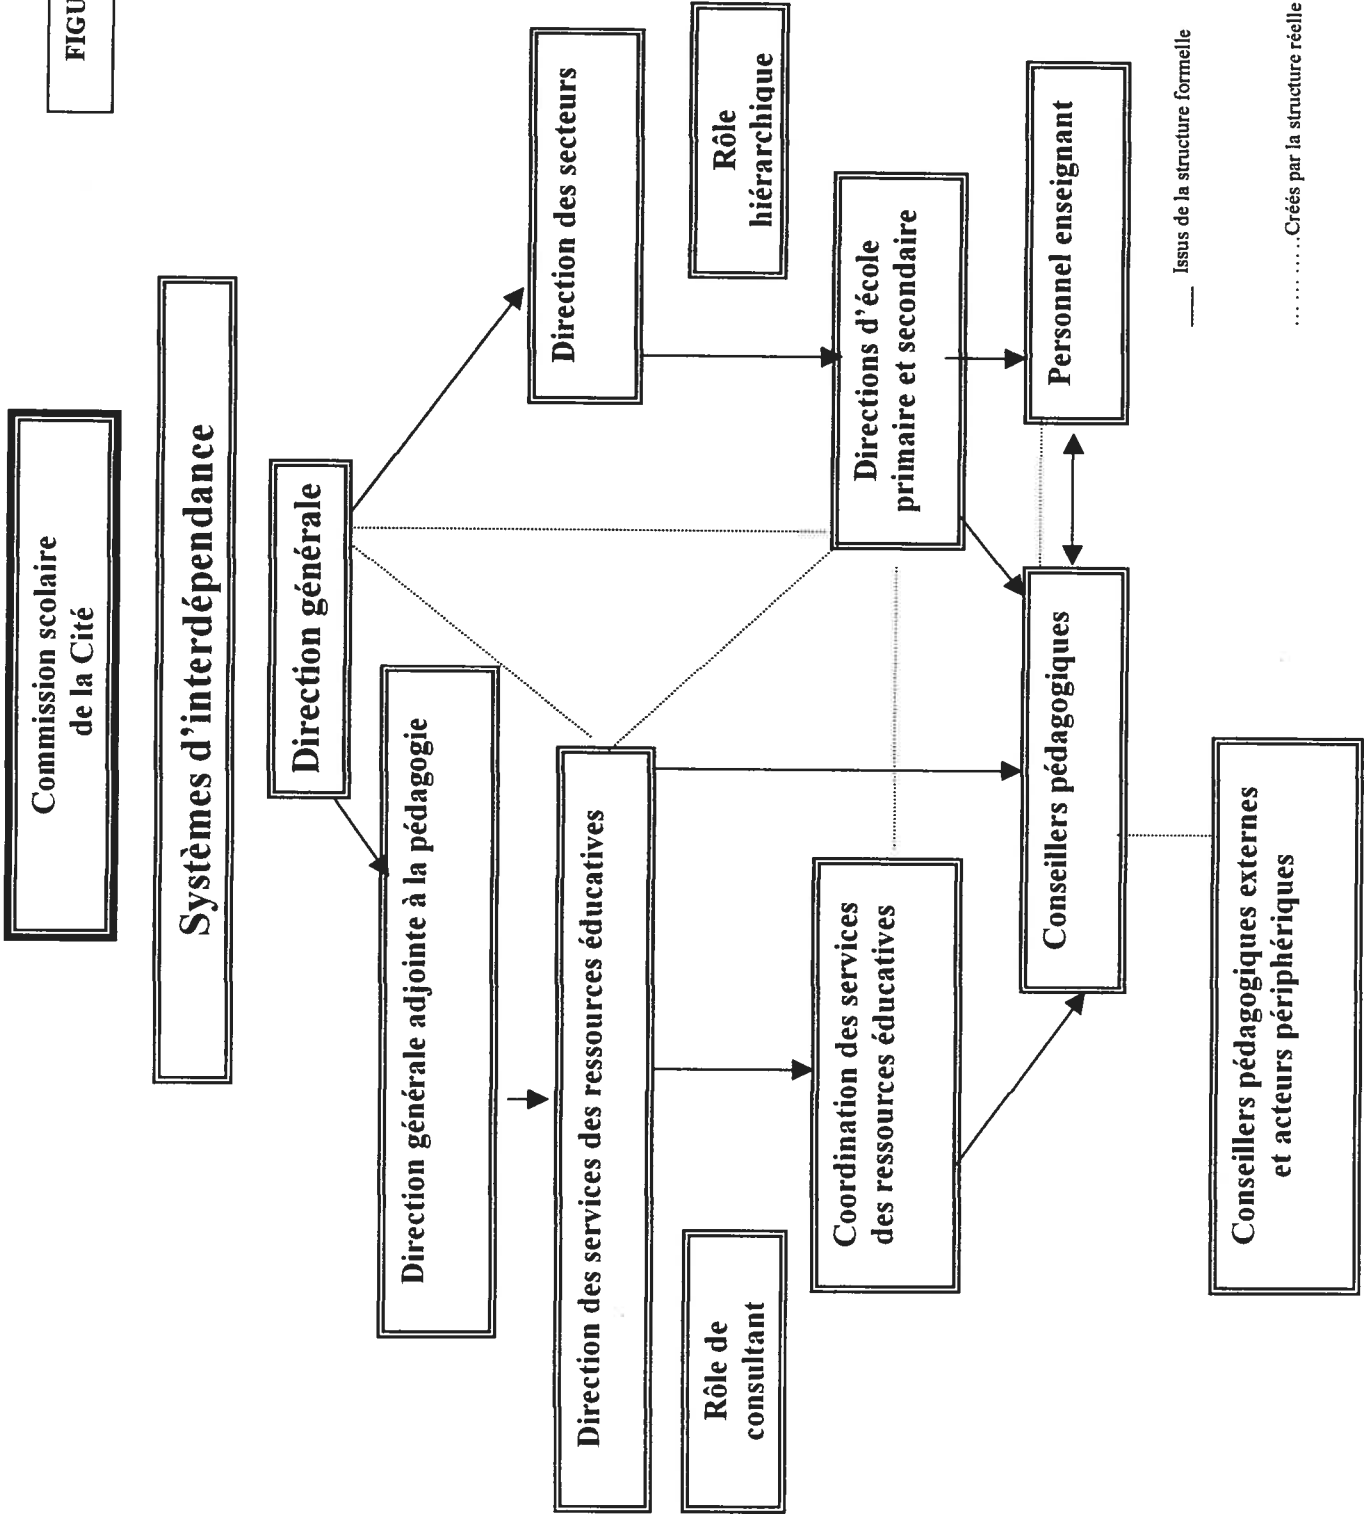 FIGU
Commission scolaire
de la Cité
Systèmes d'interdépendance
Direction générale
Direction générale adjointe à la pédagogie
Direction des secteurs
Direction des services des ressources éducatives
Rôle de
consultant
Rôle
hiérarchique
Coordination des services
des ressources éducatives
Directions d'école
primaire et secondaire
Conseillers pédagogiques
Personnel enseignant
Conseillers pédagogiques externes
et acteurs périphériques
____ Issus de la structure formelle
............Créés par la structure réelle